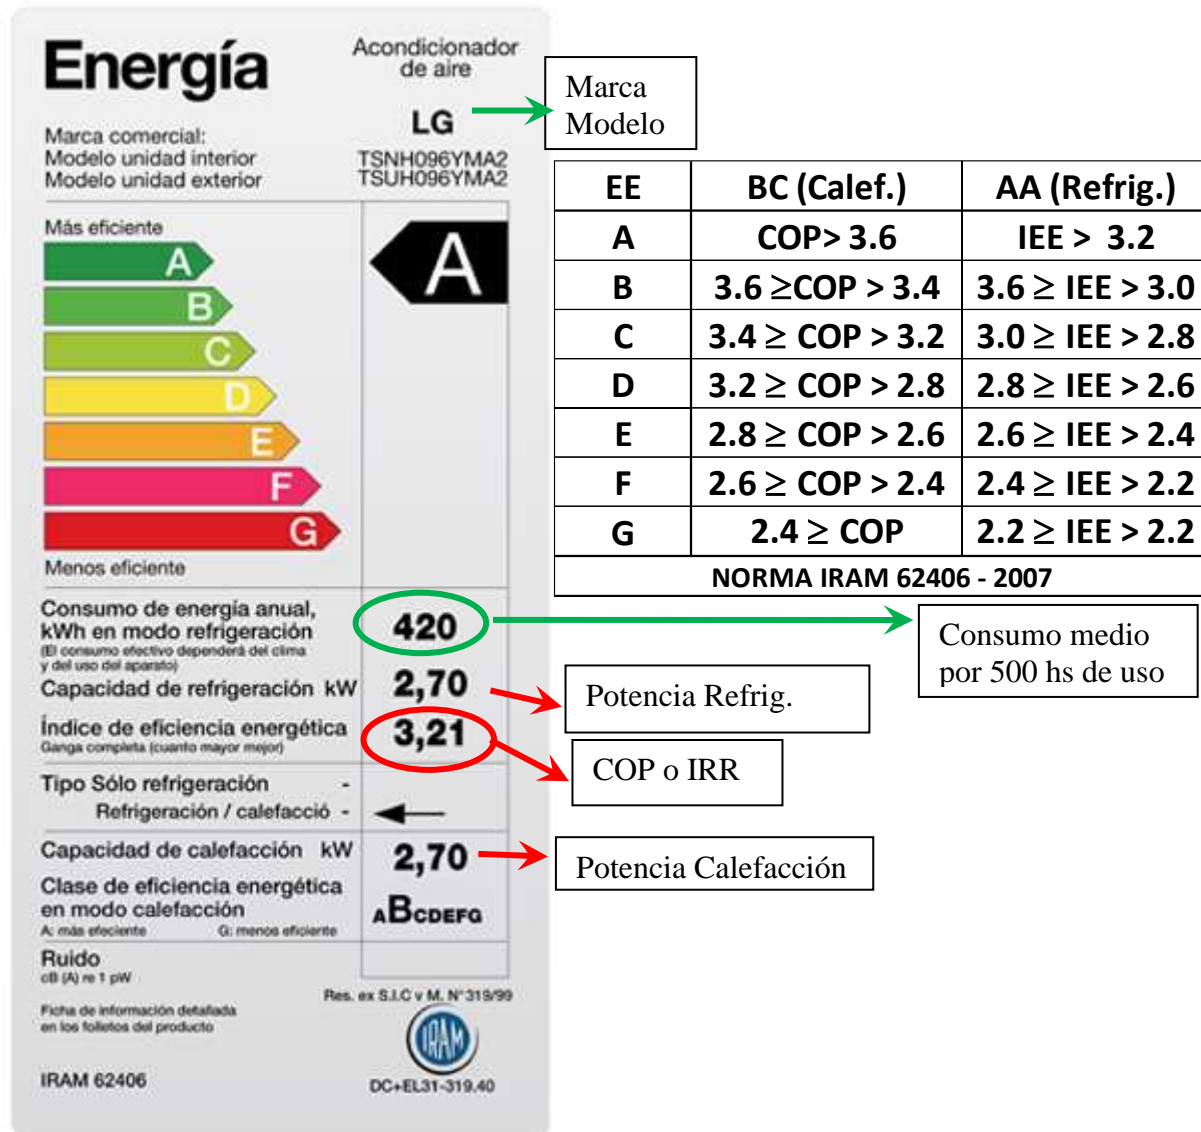 Energía
Acondicionador
de aire
Marca comercial:
LG
Modelo unidad interior
TSNH096YMA2
Modelo unidad exterior
TSUH096YMA2
Marca
Modelo
Más eficiente
A
B
C
D
E
F
G
A
Menos eficiente
EE BC (Calef.) AA (Refrig.)
A COP> 3.6 IEE > 3.2
B 3.6 ≥COP > 3.4 3.6 ≥ IEE > 3.0
C 3.4 ≥ COP > 3.2 3.0 ≥ IEE > 2.8
D 3.2 ≥ COP > 2.8 2.8 ≥ IEE > 2.6
E 2.8 ≥ COP > 2.6 2.6 ≥ IEE > 2.4
F 2.6 ≥ COP > 2.4 2.4 ≥ IEE > 2.2
G 2.4 ≥ COP 2.2 ≥ IEE > 2.2
NORMA IRAM 62406 - 2007
Consumo de energía anual,
kWh en modo refrigeración
420
(El consumo efectivo dependerá del clima
y del uso del aparato)
Consumo medio
por 500 hs de uso
Capacidad de refrigeración kW 2,70
Potencia Refrig.
Índice de eficiencia energética 3,21
Ganga completa (cuanto mayor mejor)
COP o IRR
Tipo Sólo refrigeración -
Refrigeración / calefacció -
Capacidad de calefacción kW 2,70
Potencia Calefacción
Clase de eficiencia energética
en modo calefacción
ABCDEFG
A: más efeciente G: menos eficiente
Ruido
cB (A) re 1 pW
Res. ex S.I.C v M. N° 319/99
Ficha de información detallada
en los folletos del producto
IRAM
IRAM 62406
DC+EL31-319.40